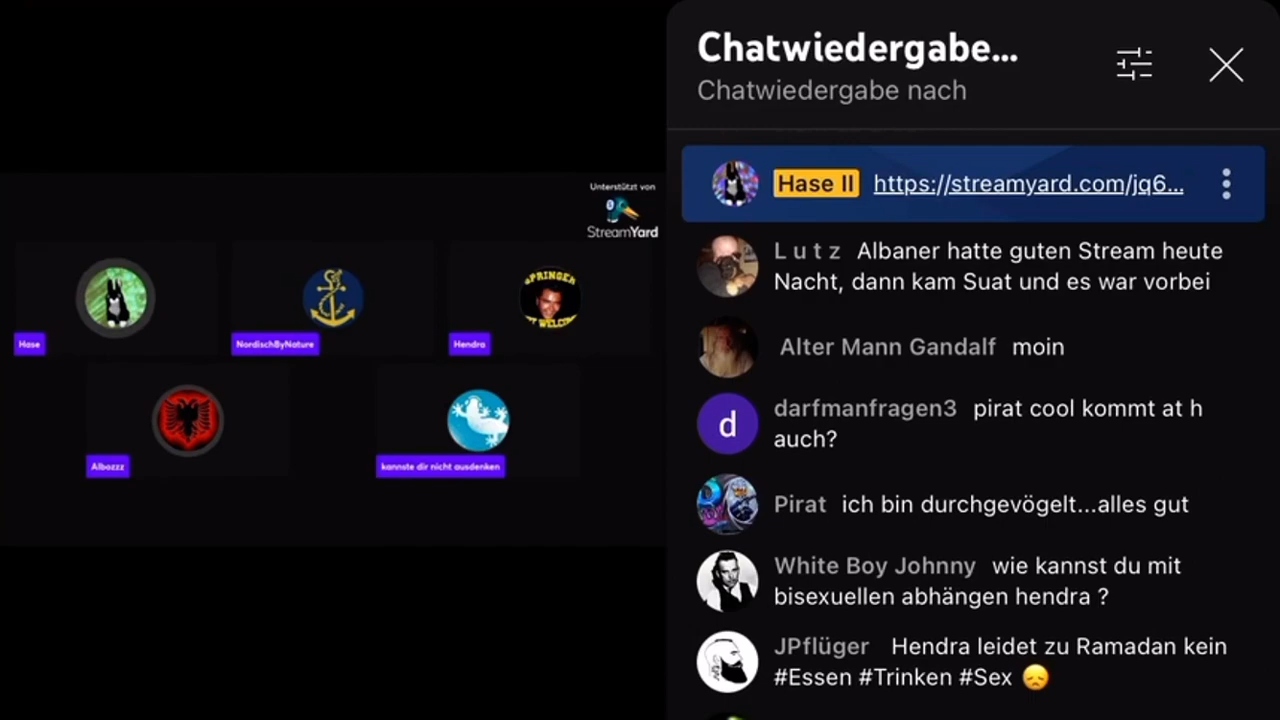 Unterstützt von
StreamYard
Hase
NordischByNature
Hendra
Albozzz
kannste dir nicht ausdenken
SPRINGER
WELC
Chatwiedergabe...
Chatwiedergabe nach
Hase II https://streamyard.com/jq6...
L u t z Albaner hatte guten Stream heute
Nacht, dann kam Suat und es war vorbei
Alter Mann Gandalf moin
d
darfmanfragen3 pirat cool kommt at h
auch?
Pirat ich bin durchgevögelt...alles gut
White Boy Johnny wie kannst du mit
bisexuellen abhängen hendra ?
JPflüger Hendra leidet zu Ramadan kein
#Essen #Trinken #Sex 😞